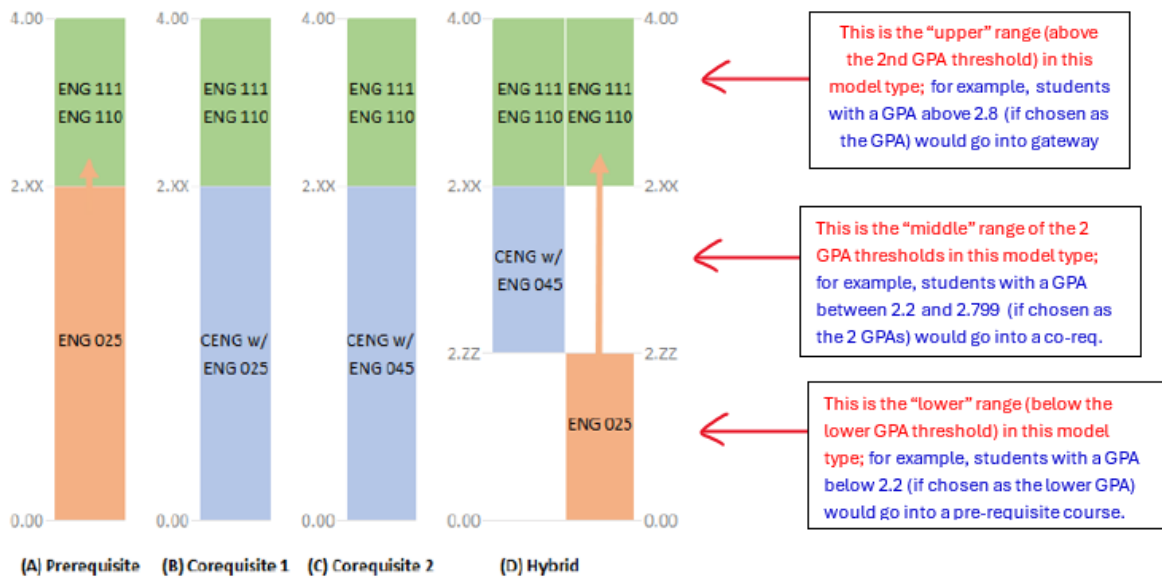 4.00
4.00
4.00
4.00
4.00
ENG 111
ENG 110
ENG 111
ENG 110
ENG 111
ENG 110
ENG 111
ENG 110
ENG 111
ENG 110
This is the “upper” range (above
the 2nd GPA threshold) in this
model type; for example, students
with a GPA above 2.8 (if chosen as
the GPA) would go into gateway
2.XX
2.XX
2.XX
2.XX
2.XX
This is the “middle” range of the 2
GPA thresholds in this model type;
for example, students with a GPA
between 2.2 and 2.799 (if chosen as
the 2 GPAs) would go into a co-req.
CENG w/
ENG 045
ENG 025
CENG w/
ENG 025
CENG w/
ENG 045
2.ZZ
2.ZZ
ENG 025
This is the “lower” range (below the
lower GPA threshold) in this model
type; for example, students with a GPA
below 2.2 (if chosen as the lower GPA)
would go into a pre-requisite course.
0.00
0.00
0.00
0.00
0.00
(A) Prerequisite
(B) Corequisite 1
(C) Corequisite 2
(D) Hybrid